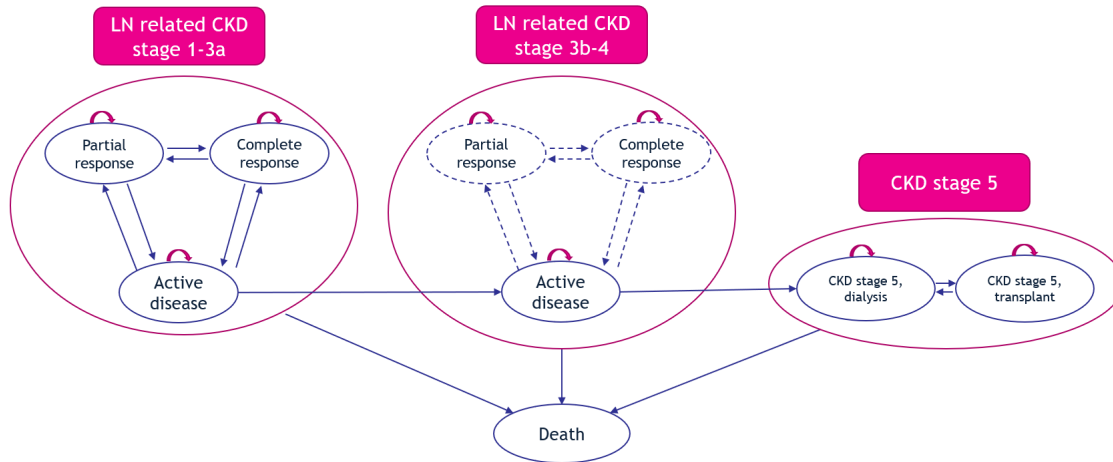 LN related CKD
stage 1-3a
LN related CKD
stage 3b-4
CKD stage 5
Partial
response
Complete
response
Active
disease
Partial
response
Complete
response
Active
disease
CKD stage 5,
dialysis
CKD stage 5,
transplant
Death